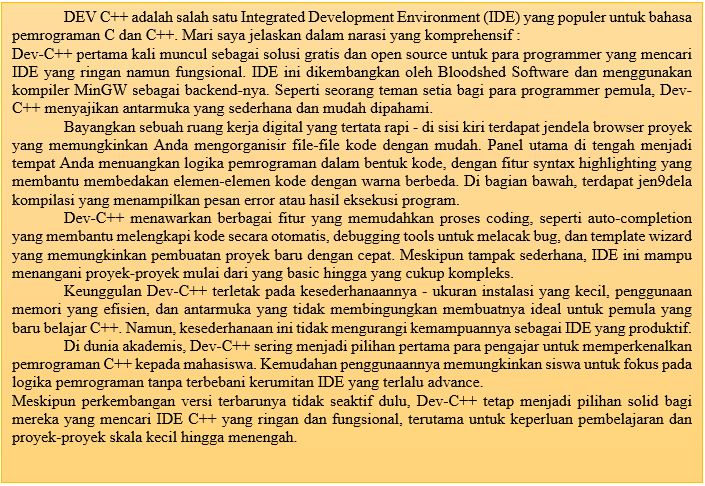 DEV C++ adalah salah satu Integrated Development Environment (IDE) yang populer untuk bahasa
pemrograman C dan C++. Mari saya jelaskan dalam narasi yang komprehensif :
Dev-C++ pertama kali muncul sebagai solusi gratis dan open source untuk para programmer yang mencari
IDE yang ringan namun fungsional. IDE ini dikembangkan oleh Bloodshed Software dan menggunakan
kompiler MinGW sebagai backend-nya. Seperti seorang teman setia bagi para programmer pemula, Dev-
C++ menyajikan antarmuka yang sederhana dan mudah dipahami.
Bayangkan sebuah ruang kerja digital yang tertata rapi - di sisi kiri terdapat jendela browser proyek
yang memungkinkan Anda mengorganisir file-file kode dengan mudah. Panel utama di tengah menjadi
tempat Anda menuangkan logika pemrograman dalam bentuk kode, dengan fitur syntax highlighting yang
membantu membedakan elemen-elemen kode dengan warna berbeda. Di bagian bawah, terdapat jen9dela
kompilasi yang menampilkan pesan error atau hasil eksekusi program.
Dev-C++ menawarkan berbagai fitur yang memudahkan proses coding, seperti auto-completion
yang membantu melengkapi kode secara otomatis, debugging tools untuk melacak bug, dan template wizard
yang memungkinkan pembuatan proyek baru dengan cepat. Meskipun tampak sederhana, IDE ini mampu
menangani proyek-proyek mulai dari yang basic hingga yang cukup kompleks.
Keunggulan Dev-C++ terletak pada kesederhanaannya - ukuran instalasi yang kecil, penggunaan
memori yang efisien, dan antarmuka yang tidak membingungkan membuatnya ideal untuk pemula yang
baru belajar C++. Namun, kesederhanaan ini tidak mengurangi kemampuannya sebagai IDE yang produktif.
Di dunia akademis, Dev-C++ sering menjadi pilihan pertama para pengajar untuk memperkenalkan
pemrograman C++ kepada mahasiswa. Kemudahan penggunaannya memungkinkan siswa untuk fokus pada
logika pemrograman tanpa terbebani kerumitan IDE yang terlalu advance.
Meskipun perkembangan versi terbarunya tidak seaktif dulu, Dev-C++ tetap menjadi pilihan solid bagi
mereka yang mencari IDE C++ yang ringan dan fungsional, terutama untuk keperluan pembelajaran dan
proyek-proyek skala kecil hingga menengah.